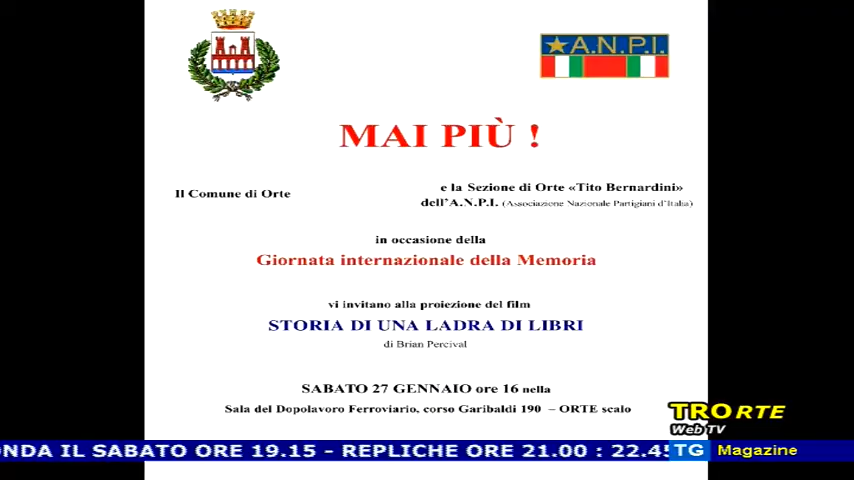 A.N.P.I.
MAI PIÙ !
Il Comune di Orte
e la Sezione di Orte «Tito Bernardini»
dell'A.N.P.I. (Associazione Nazionale Partigiani d'Italia)
in occasione della
Giornata internazionale della Memoria
vi invitano alla proiezione del film
STORIA DI UNA LADRA DI LIBRI
di Brian Percival
SABATO 27 GENNAIO ore 16 nella
Sala del Dopolavoro Ferroviario, corso Garibaldi 190 – ORTE scalo
TRORTE
Web TV
ONDA IL SABATO ORE 19.15 - REPLICHE ORE 21.00 : 22.45
TG Magazine